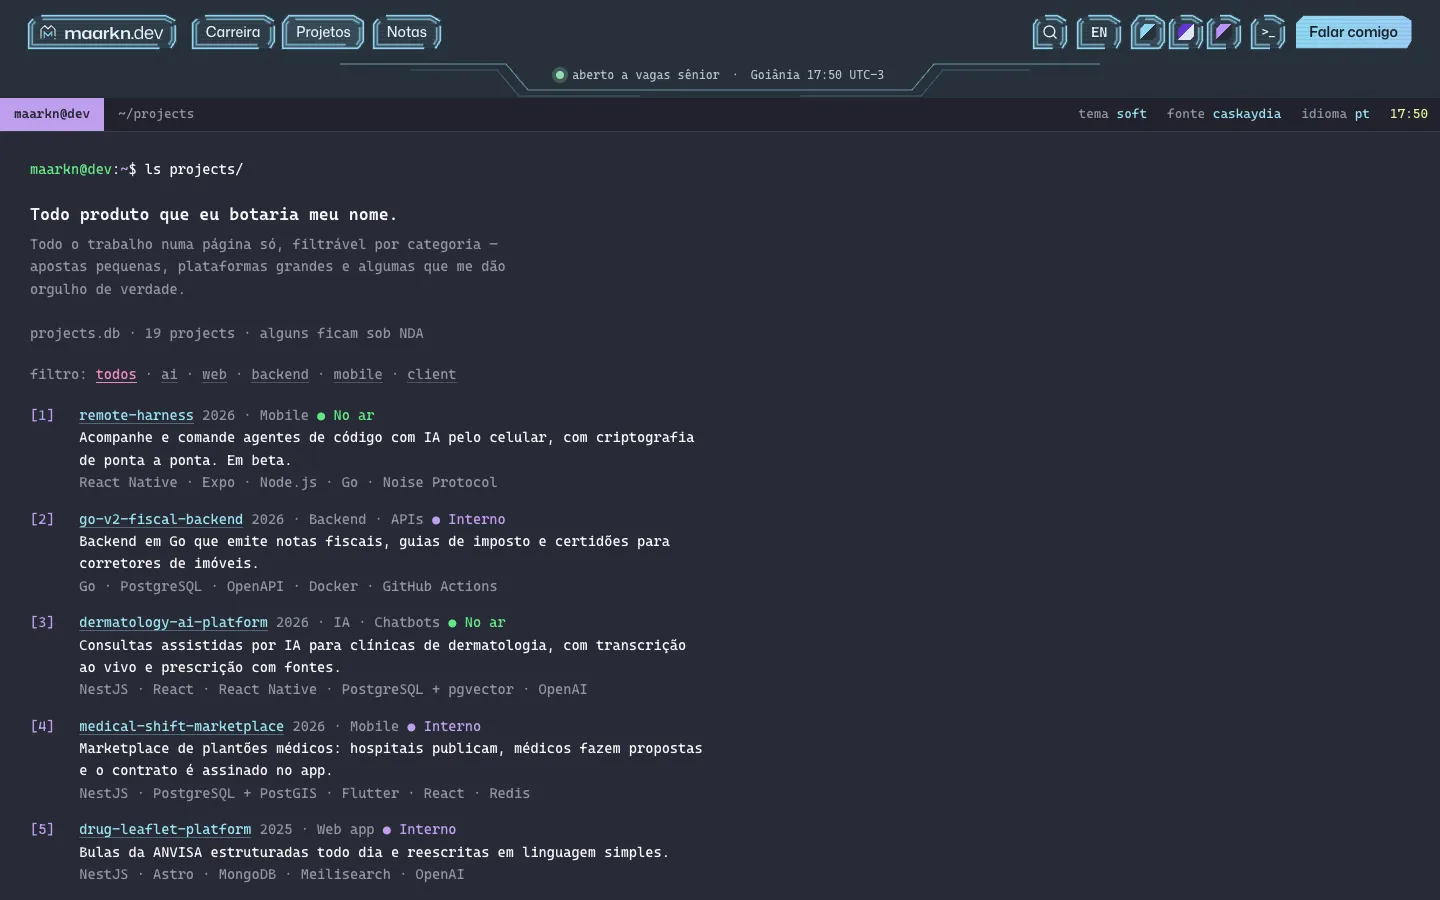 maarkn.dev Carreira Projetos Notas EN >_ Falar comigo
aberto a vagas sênior · Goiânia 17:50 UTC-3
maarkn@dev ~/projects tema soft fonte caskaydia idioma pt 17:50
maarkn@dev:~$ ls projects/
Todo produto que eu botaria meu nome.
Todo o trabalho numa página só, filtrável por categoria —
apostas pequenas, plataformas grandes e algumas que me dão
orgulho de verdade.
projects.db · 19 projects · alguns ficam sob NDA
filtro: todos · ai · web · backend · mobile · client
[1] remote-harness 2026 · Mobile ● No ar
Acompanhe e comande agentes de código com IA pelo celular, com criptografia
de ponta a ponta. Em beta.
React Native · Expo · Node.js · Go · Noise Protocol
[2] go-v2-fiscal-backend 2026 · Backend · APIs ● Interno
Backend em Go que emite notas fiscais, guias de imposto e certidões para
corretores de imóveis.
Go · PostgreSQL · OpenAPI · Docker · GitHub Actions
[3] dermatology-ai-platform 2026 · IA · Chatbots ● No ar
Consultas assistidas por IA para clínicas de dermatologia, com transcrição
ao vivo e prescrição com fontes.
NestJS · React · React Native · PostgreSQL + pgvector · OpenAI
[4] medical-shift-marketplace 2026 · Mobile ● Interno
Marketplace de plantões médicos: hospitais publicam, médicos fazem propostas
e o contrato é assinado no app.
NestJS · PostgreSQL + PostGIS · Flutter · React · Redis
[5] drug-leaflet-platform 2025 · Web app ● Interno
Bulas da ANVISA estruturadas todo dia e reescritas em linguagem simples.
NestJS · Astro · MongoDB · Meilisearch · OpenAI